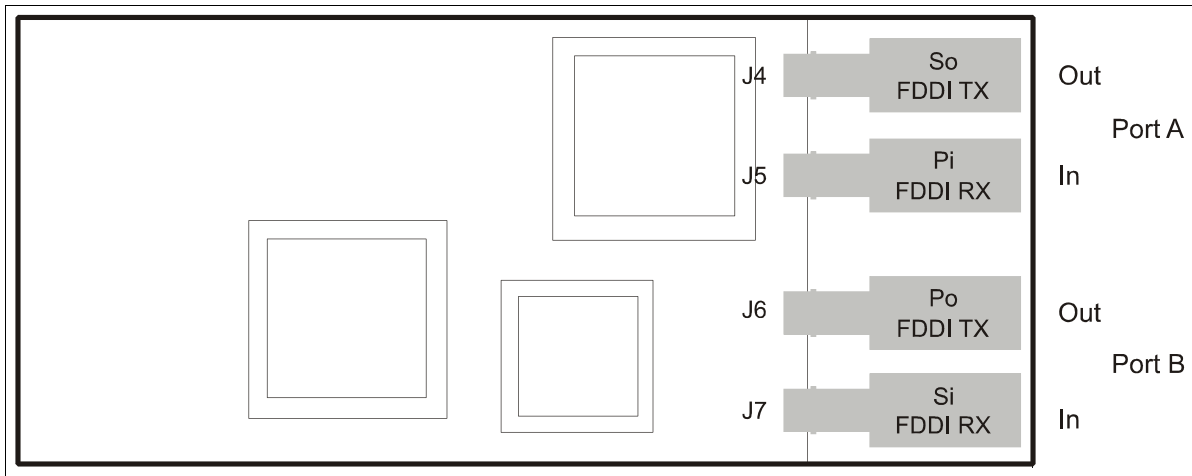 J4
So
FDDI TX
Out
Port A
J5
Pi
FDDI RX
In
J6
Po
FDDI TX
Out
Port B
J7
Si
FDDI RX
In